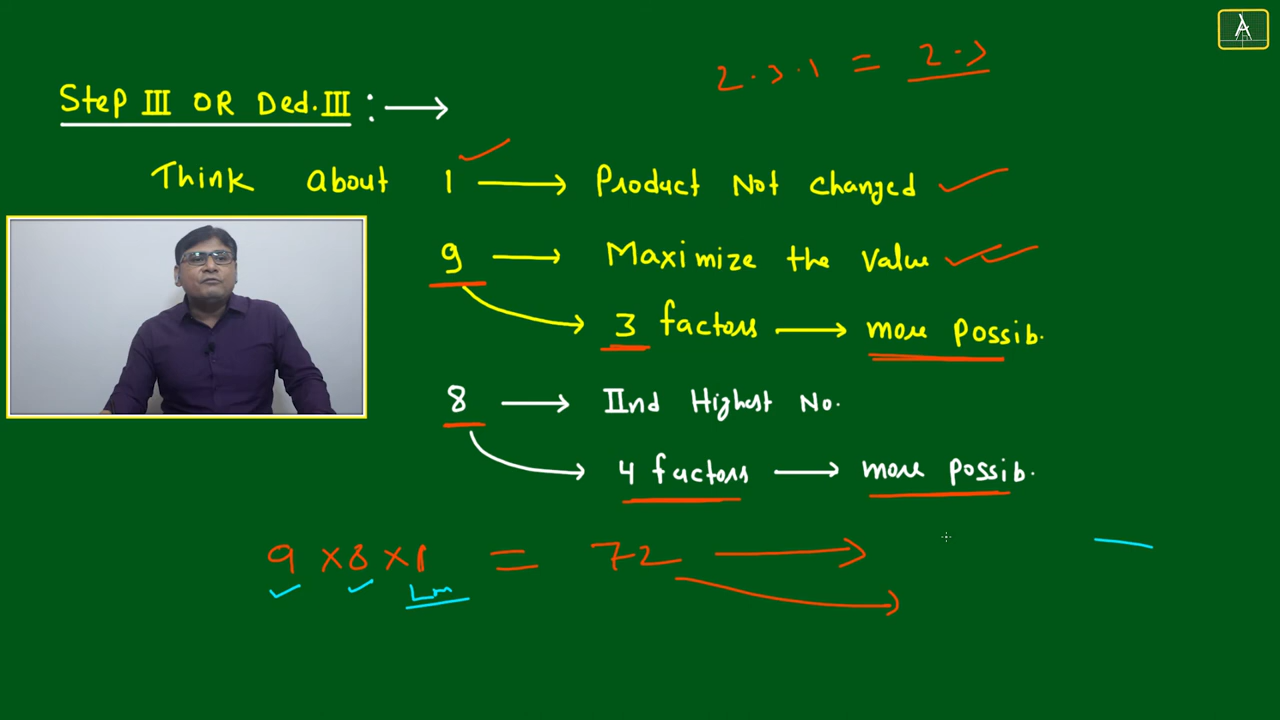 2.3.1 = 2.3
Step III OR Ded.III :→
Think about 1 → Product Not changed ✓
9 → Maximize the value ✓✓
3 factors → more possib.
8 → IInd Highest No.
4 factors → more possib.
9 × 8 × 1 = 72 →